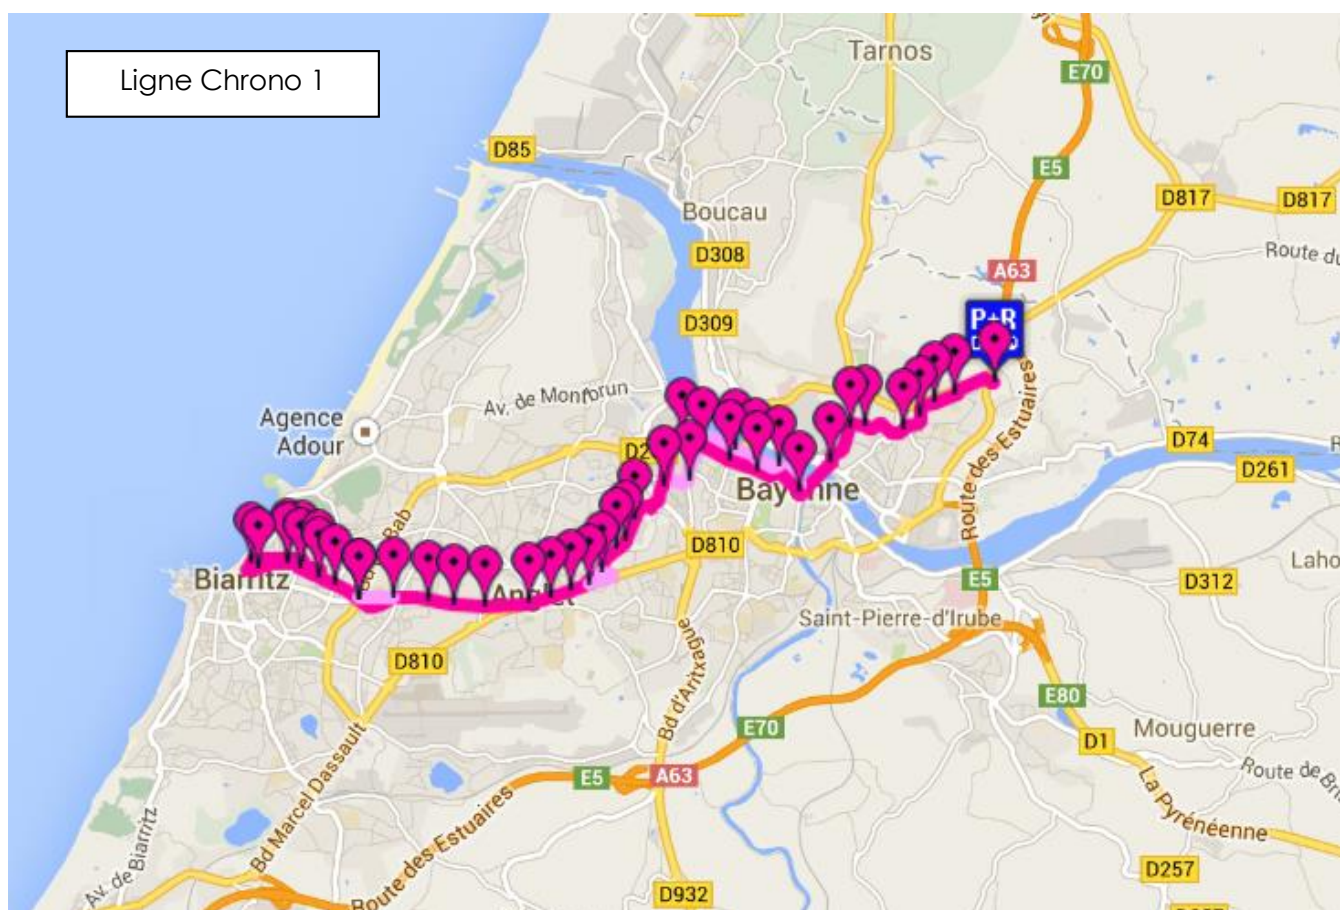 Ligne Chrono 1
Tarnos
E70
D85
E5
D817
D817
Boucau
D308
Route du
A63
P+R
D309
Av. de Monbrun
Agence
Adour
D74
D261
Bayonne
Route des Estuaires
D810
Biarritz
Anglet
E5
D312
Laho
Saint-Pierre-d'Irube
D810
Bd d'Aritxague
E80
E70
D1
Mouguerre
Bd Marcel Dassault
E5
A63
Route de Bri
Route des Estuaires
La Pyrénéenne
Av. de Biarritz
D257
D932